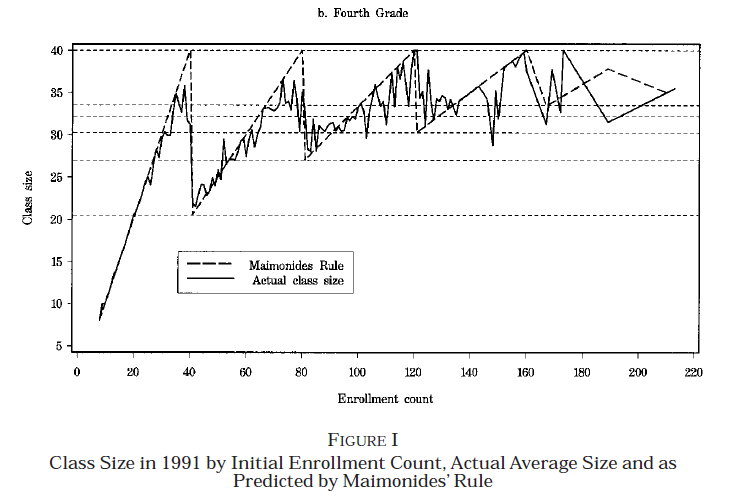 b. Fourth Grade
40
35
30
25
20
15
10
5
Class size
Maimonides Rule
Actual class size
0 20 40 60 80 100 120 140 160 180 200 220
Enrollment count
FIGURE I
Class Size in 1991 by Initial Enrollment Count, Actual Average Size and as
Predicted by Maimonides' Rule